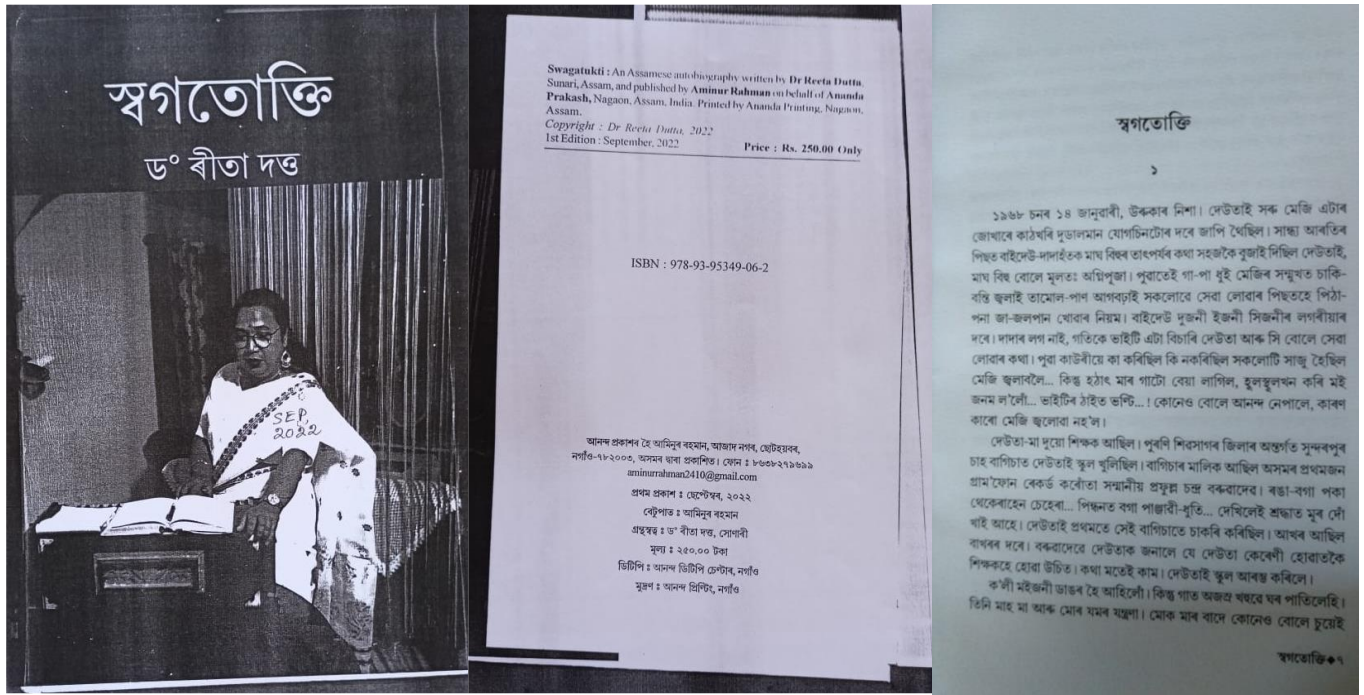 স্বগতোক্তি
ড° ৰীতা দত্ত
SEP,
2022
Swagatukti : An Assamese autobiography written by Dr Reeta Dutta,
Sunari, Assam, and published by Aminur Rahman on behalf of Ananda
Prakash, Nagaon, Assam, India. Printed by Ananda Printing, Nagaon,
Assam.
Copyright : Dr Reeta Dutta, 2022
1st Edition : September, 2022
Price : Rs. 250.00 Only
ISBN : 978-93-95349-06-2
আনন্দ প্ৰকাশৰ হৈ আমিনুৰ ৰহমান, আজাদ নগৰ, ছোটহয়বৰ,
নগাঁও-৭৮২০০৩, অসমৰ দ্বাৰা প্ৰকাশিত। ফোন : ৮৬৩৮২৭৯৬৯৯
aminurrahman2410@gmail.com
প্ৰথম প্ৰকাশ : ছেপ্টেম্বৰ, ২০২২
বেটুপাত : আমিনুৰ ৰহমান
গ্ৰন্থস্বত্ব : ড° ৰীতা দত্ত, সোণাৰী
মূল্য : ২৫০.০০ টকা
ডিটিপি : আনন্দ ডিটিপি চেণ্টাৰ, নগাঁও
মুদ্ৰণ : আনন্দ প্ৰিণ্টিং, নগাঁও
স্বগতোক্তি
১
১৯৬৮ চনৰ ১৪ জানুৱাৰী, উৰুকাৰ নিশা। দেউতাই সৰু মেজি এটাৰ
জোখাৰে কাঠখৰি দুডালমান যোগচিনটোৰ দৰে জাপি থৈছিল। সান্ধ্য আৰতিৰ
পিছত বাইদেউ-দাদাইতক মাঘ বিহুৰ তাৎপৰ্যৰ কথা সহজকৈ বুজাই দিছিল দেউতাই,
মাঘ বিহু বোলে মূলতঃ অগ্নিপূজা। পুৱাতেই গা-পা ধুই মেজিৰ সন্মুখত চাকি-
বন্তি জ্বলাই তামোল-পাণ আগবঢ়াই সকলোৱে সেৱা লোৱাৰ পিছতহে পিঠা-
পনা জা-জলপান খোৱাৰ নিয়ম। বাইদেউ দুজনী ইজনী সিজনীৰ লগৰীয়াৰ
দৰে। দাদাৰ লগ নাই, গতিকে ভাইটি এটা বিচাৰি দেউতা আৰু সি বোলে সেৱা
লোৱাৰ কথা। পুৱা কাউৰীয়ে কা কৰিছিল কি নকৰিছিল সকলোটি সাজু হৈছিল
মেজি জ্বলাবলৈ... কিন্তু হঠাৎ মাৰ গাটো বেয়া লাগিল, হুলস্থূলখন কৰি মই
জনম ল'লোঁ... ভাইটিৰ ঠাইত ভণ্টি...! কোনেও বোলে আনন্দ নেপালে, কাৰণ
কাৰো মেজি জ্বলোৱা নহ'ল।
দেউতা-মা দুয়ো শিক্ষক আছিল। পুৰণি শিৱসাগৰ জিলাৰ অন্তৰ্গত সুন্দৰপুৰ
চাহ বাগিচাত দেউতাই স্কুল খুলিছিল। বাগিচাৰ মালিক আছিল অসমৰ প্ৰথমজন
গ্ৰাম'ফোন ৰেকৰ্ড কৰোঁতা সন্মানীয় প্ৰফুল্ল চন্দ্ৰ বৰুৱাদেৱ। ৰঙা-বগা পকা
থেকেৰাহেন চেহেৰা... পিন্ধনত বগা পাঞ্জাৱী-ধুতি... দেখিলেই শ্ৰদ্ধাত মূৰ দোঁ
খাই আহে। দেউতাই প্ৰথমতে সেই বাগিচাতে চাকৰি কৰিছিল। আখৰ আছিল
বাখৰৰ দৰে। বৰুৱাদেৱে দেউতাক জনালে যে দেউতা কেৰেণী হোৱাতকৈ
শিক্ষকহে হোৱা উচিত। কথা মতেই কাম। দেউতাই স্কুল আৰম্ভ কৰিলে।
ক'লী মইজনী ডাঙৰ হৈ আহিলোঁ। কিন্তু গাত অজস্ৰ খহুৱে ঘৰ পাতিলেহি।
তিনি মাহ মা আৰু মোৰ যমৰ যন্ত্ৰণা। মোক মাৰ বাদে কোনেও বোলে চুয়েই
স্বগতোক্তি◆৭